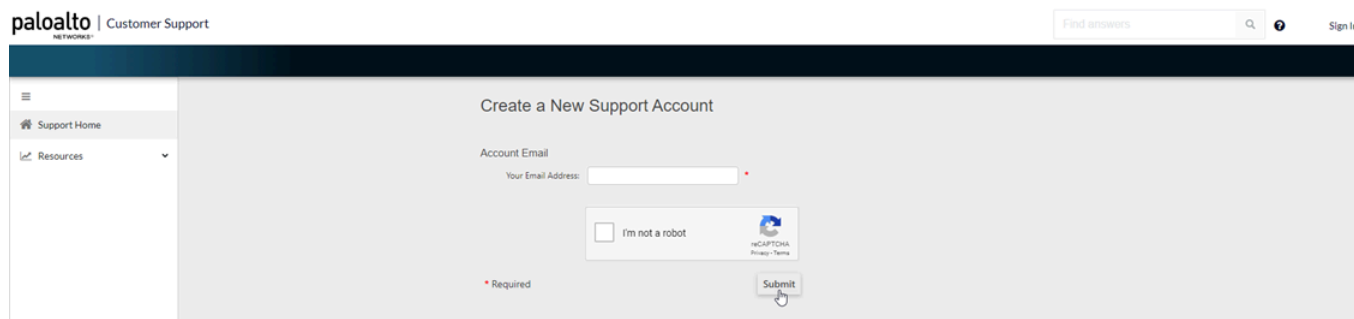 paloalto | Customer Support
NETWORKS®
Find answers
Sign In
Support Home
Resources
Create a New Support Account
Account Email
Your Email Address: *
I'm not a robot
reCAPTCHA
Privacy - Terms
* Required
Submit